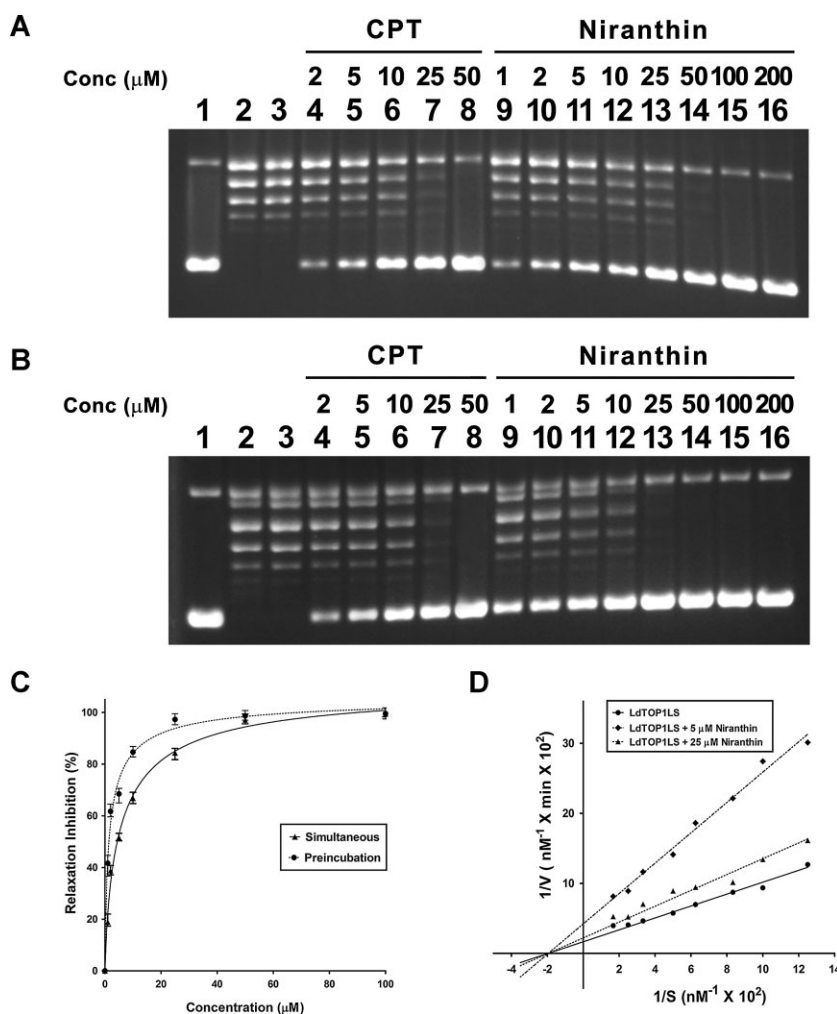 A
CPT Niranthin
Conc (μM) 2 5 10 25 50 1 2 5 10 25 50 100 200
1 2 3 4 5 6 7 8 9 10 11 12 13 14 15 16
B
CPT Niranthin
Conc (μM) 2 5 10 25 50 1 2 5 10 25 50 100 200
1 2 3 4 5 6 7 8 9 10 11 12 13 14 15 16
C
Relaxation Inhibition (%)
100
80
60
40
20
0
Simultaneous
Preincubation
0 20 40 60 80 100
Concentration (μM)
D
LdTOP1LS
LdTOP1LS + 5 μM Niranthin
LdTOP1LS + 25 μM Niranthin
1/V ( nM⁻¹ X min X 10²)
30
20
10
-4 -2 0 2 4 6 8 10 12 14
1/S (nM⁻¹ X 10²)